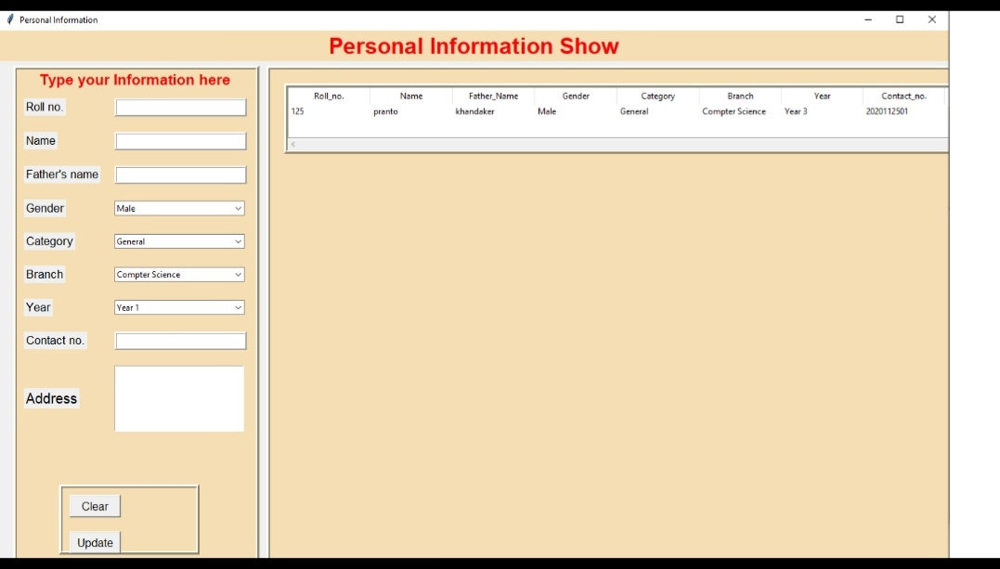 Personal Information
Personal Information Show
Type your Information here
Roll no.
Name
Father's name
Gender Male
Category General
Branch Compter Science
Year Year 1
Contact no.
Address
Clear
Update
Roll_no. Name Father_Name Gender Category Branch Year Contact_no.
125 pranto khandaker Male General Compter Science Year 3 2020112501